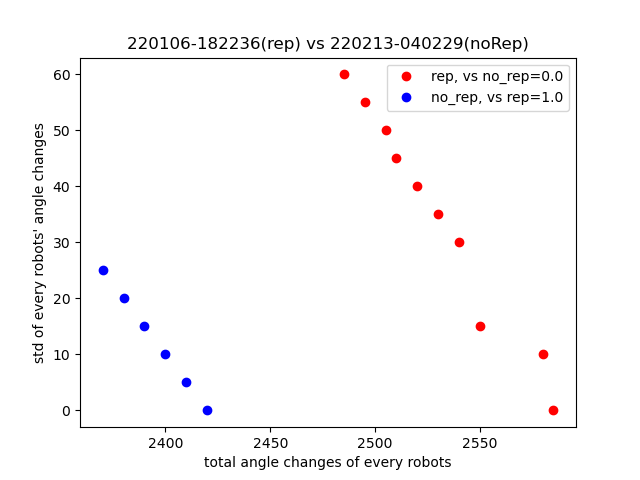 220106-182236(rep) vs 220213-040229(noRep)
rep, vs no_rep=0.0
no_rep, vs rep=1.0
std of every robots' angle changes
60
50
40
30
20
10
0
2400 2450 2500 2550
total angle changes of every robots